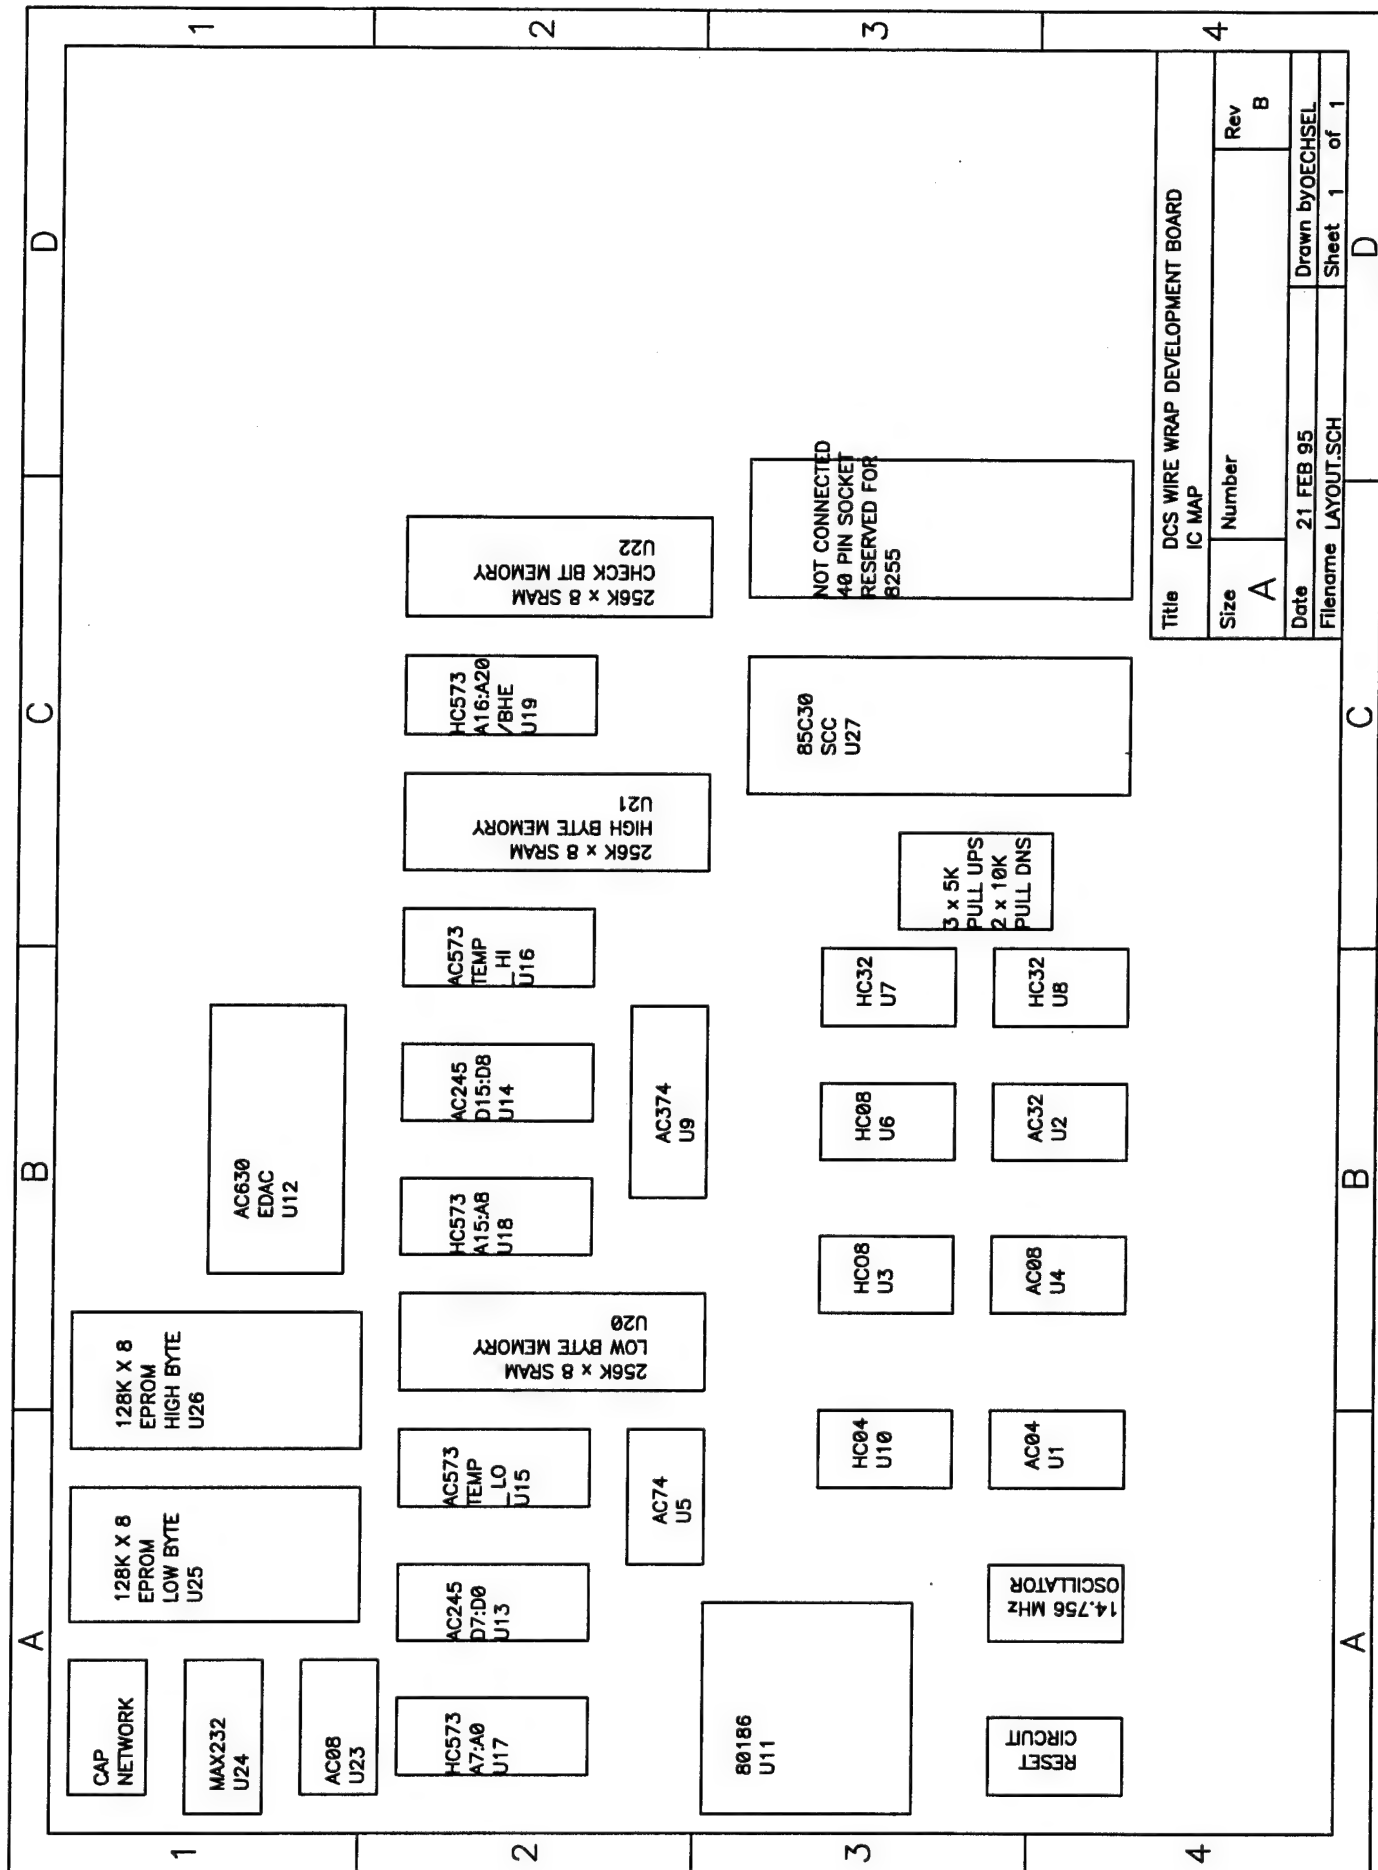 A
B
C
D
1
2
3
4
CAP
NETWORK
MAX232
U24
AC08
U23
128K X 8
EPROM
LOW BYTE
U25
128K X 8
EPROM
HIGH BYTE
U26
AC630
EDAC
U12
HC573
A7:A0
U17
AC245
D7:D0
U13
AC573
TEMP
_LO_
U15
256K x 8 SRAM
LOW BYTE MEMORY
U20
HC573
A15:A8
U18
AC245
D15:D8
U14
AC573
TEMP
_HI_
U16
256K x 8 SRAM
HIGH BYTE MEMORY
U21
HC573
A16:A20
/BHE
U19
256K x 8 SRAM
CHECK BIT MEMORY
U22
AC74
U5
AC374
U9
80186
U11
HC04
U10
HC08
U3
HC08
U6
HC32
U7
3 x 5K
PULL UPS
2 x 10K
PULL DNS
85C30
SCC
U27
NOT CONNECTED
40 PIN SOCKET
RESERVED FOR
8255
RESET
CIRCUIT
14.756 MHz
OSCILLATOR
AC04
U1
AC08
U4
AC32
U2
HC32
U8
Title DCS WIRE WRAP DEVELOPMENT BOARD
IC MAP
Size Number Rev
A B
Date 21 FEB 95 Drawn by OECHSEL
Filename LAYOUT.SCH Sheet 1 of 1
1
2
3
4
A
B
C
D